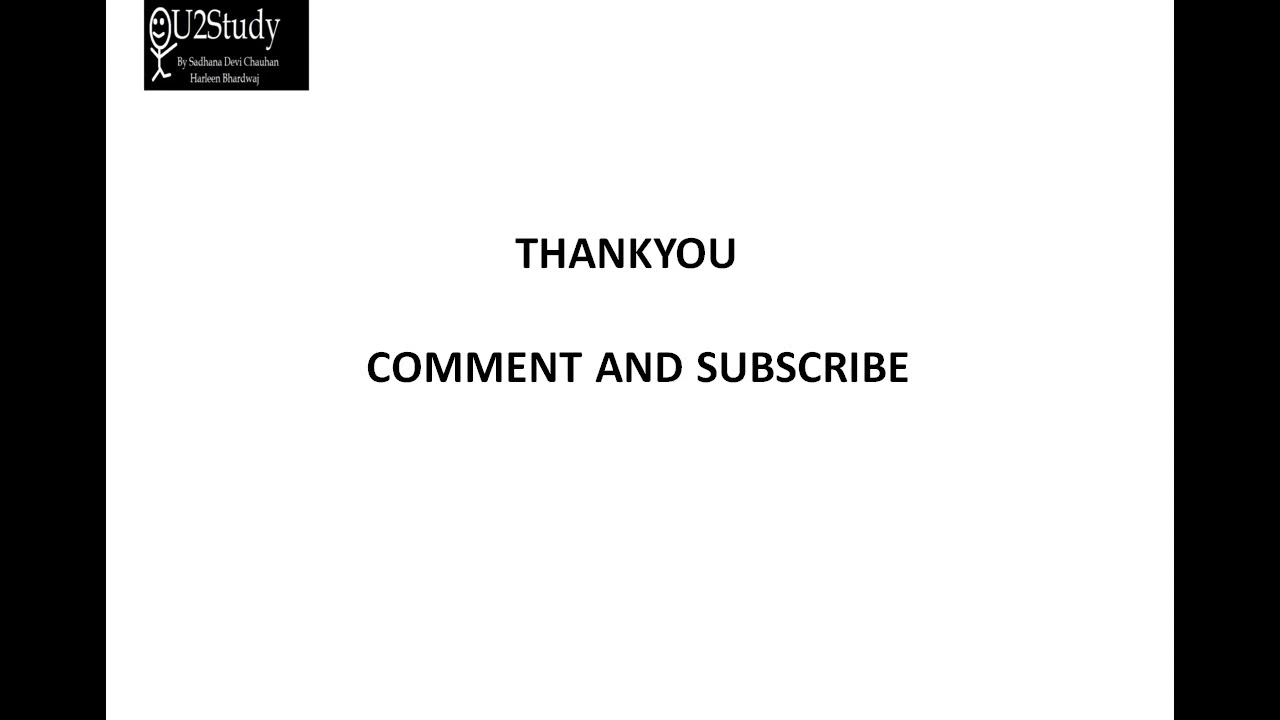 U2Study
By Sadhana Devi Chauhan
Harleen Bhardwaj
THANKYOU
COMMENT AND SUBSCRIBE